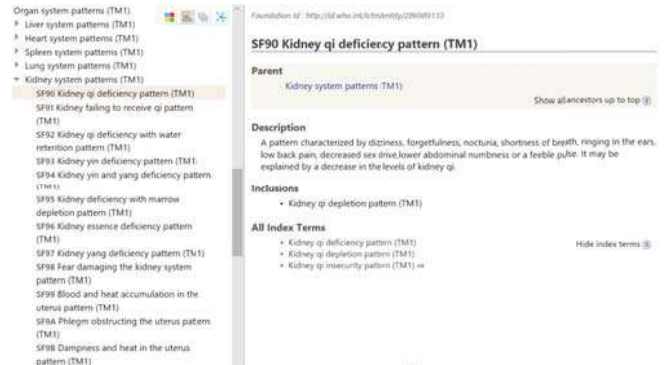 Organ system patterns (TM1)
Liver system patterns (TM1)
Heart system patterns (TM1)
Spleen system patterns (TM1)
Lung system patterns (TM1)
Kidney system patterns (TM1)
SF90 Kidney qi deficiency pattern (TM1)
SF91 Kidney failing to receive qi pattern
(TM1)
SF92 Kidney qi deficiency with water
retention pattern (TM1)
SF93 Kidney yin deficiency pattern (TM1)
SF94 Kidney yin and yang deficiency pattern
(TM1)
SF95 Kidney deficiency with marrow
depletion pattern (TM1)
SF96 Kidney essence deficiency pattern
(TM1)
SF97 Kidney yang deficiency pattern (TM1)
SF98 Fear damaging the kidney system
pattern (TM1)
SF99 Blood and heat accumulation in the
uterus pattern (TM1)
SF9A Phlegm obstructing the uterus pattern
(TM1)
SF9B Dampness and heat in the uterus
pattern (TM1)
Foundation Id : http://id.who.int/icd/entity/286989133
SF90 Kidney qi deficiency pattern (TM1)
Parent
Kidney system patterns (TM1)
Show all ancestors up to top
Description
A pattern characterized by dizziness, forgetfulness, nocturia, shortness of breath, ringing in the ears,
low back pain, decreased sex drive, lower abdominal numbness or a feeble pulse. It may be
explained by a decrease in the levels of kidney qi.
Inclusions
• Kidney qi depletion pattern (TM1)
All Index Terms
Hide index terms
• Kidney qi deficiency pattern (TM1)
• Kidney qi depletion pattern (TM1)
• Kidney qi insecurity pattern (TM1)